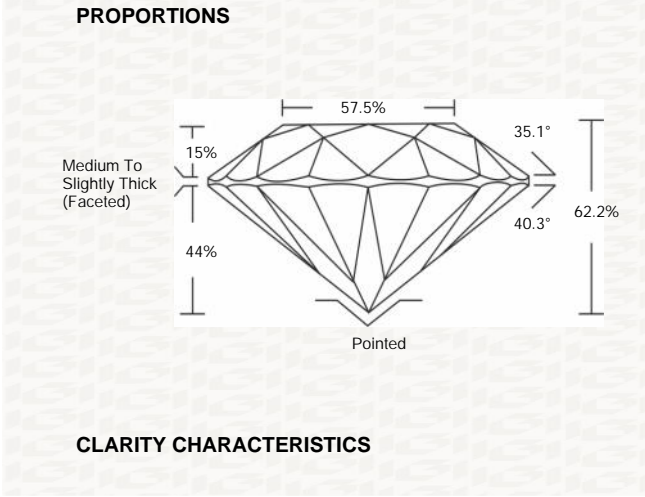 PROPORTIONS
57.5%
35.1°
15%
Medium To
Slightly Thick
(Faceted)
62.2%
40.3°
44%
Pointed
CLARITY CHARACTERISTICS